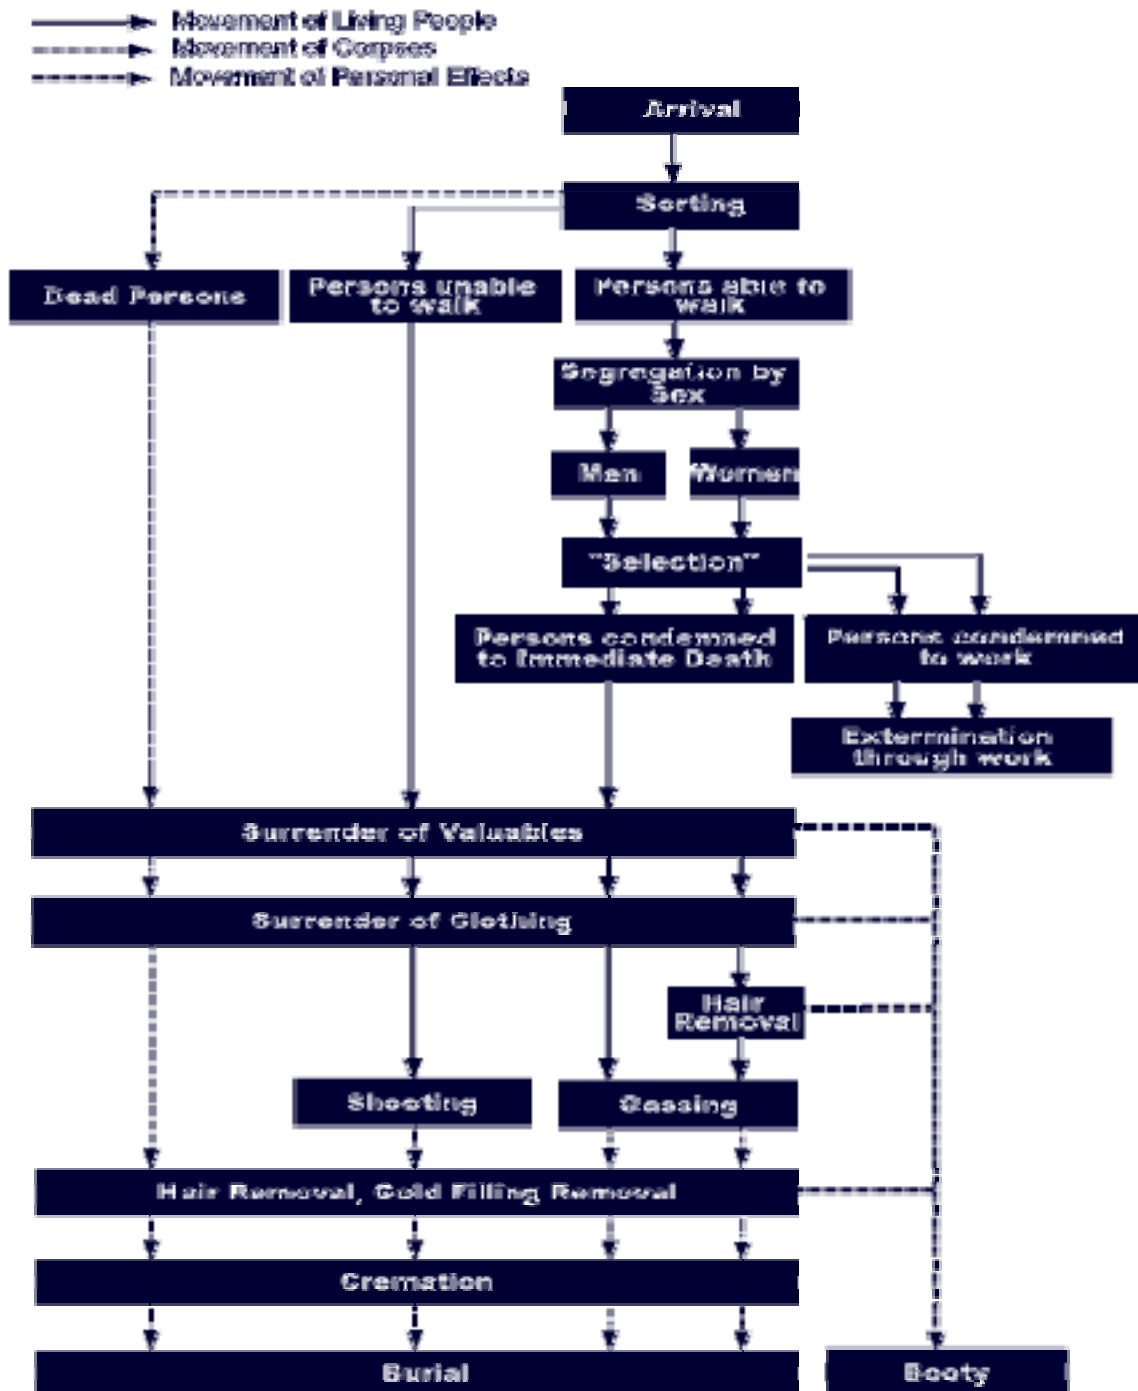 Movement of Living People
Movement of Corpses
Movement of Personal Effects
Arrival
Sorting
Dead Persons
Persons unable
to walk
Persons able to
walk
Segregation by
Sex
Men
Women
"Selection"
Persons condemned
to Immediate Death
Persons condemned
to work
Extermination
through work
Surrender of Valuables
Surrender of Clothing
Hair
Removal
Shooting
Gassing
Hair Removal, Gold Filling Removal
Cremation
Burial
Booty